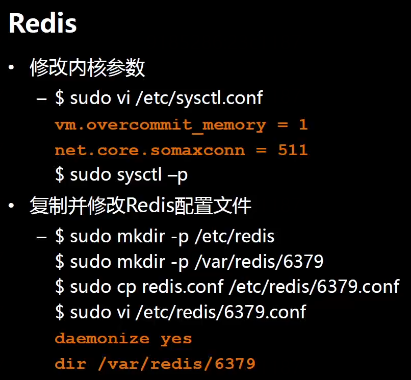 Redis
• 修改内核参数
– $ sudo vi /etc/sysctl.conf
vm.overcommit_memory = 1
net.core.somaxconn = 511
$ sudo sysctl –p
• 复制并修改Redis配置文件
– $ sudo mkdir -p /etc/redis
$ sudo mkdir -p /var/redis/6379
$ sudo cp redis.conf /etc/redis/6379.conf
$ sudo vi /etc/redis/6379.conf
daemonize yes
dir /var/redis/6379